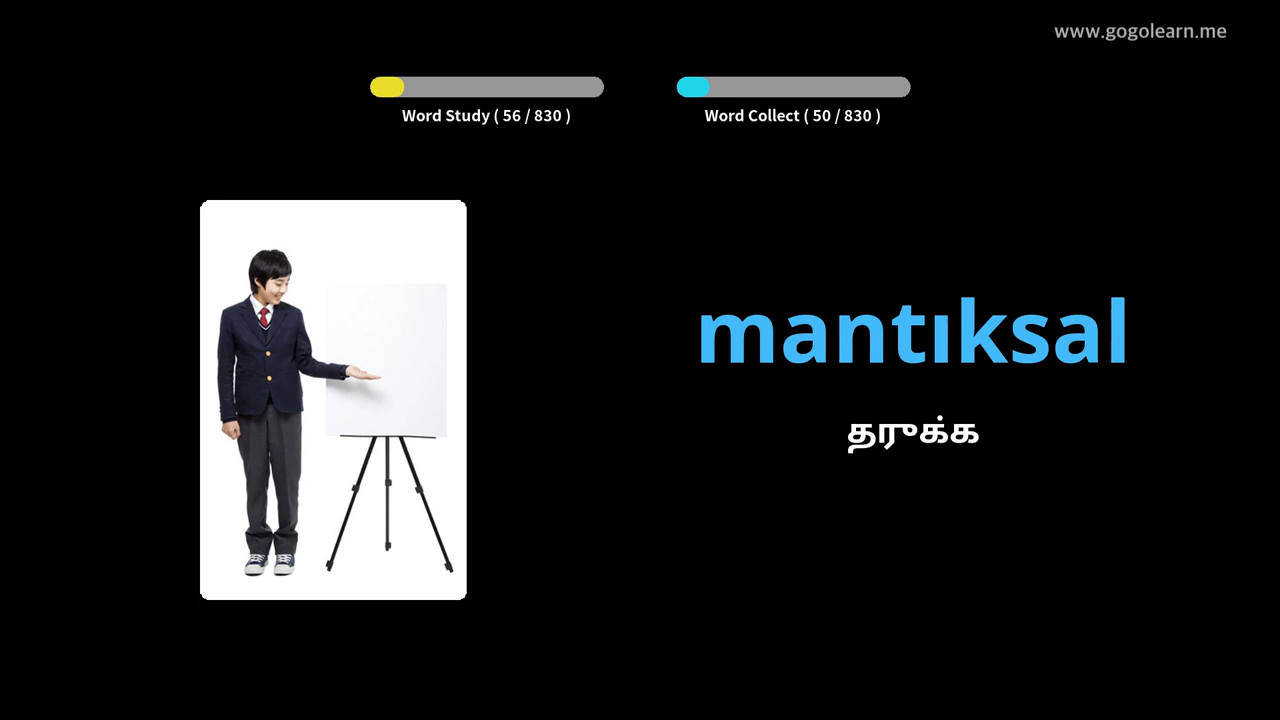 www.gogolearn.me
Word Study ( 56 / 830 )
Word Collect ( 50 / 830 )
mantıksal
தருக்க